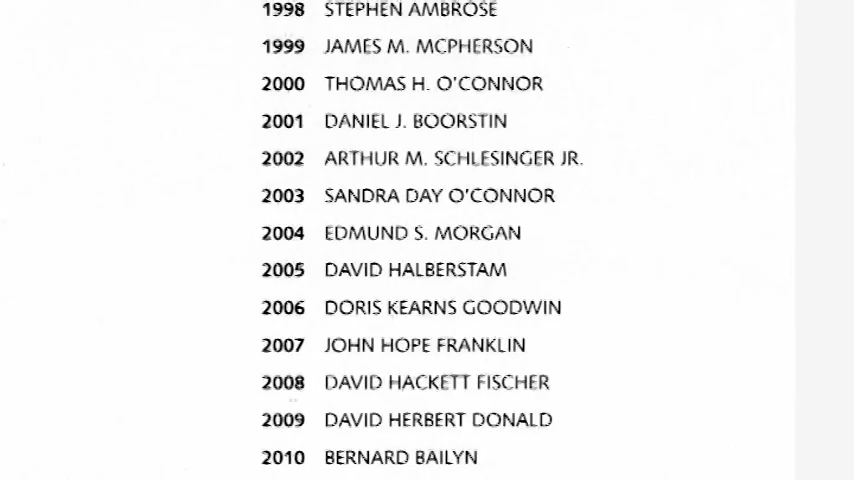 1998 STEPHEN AMBROSE
1999 JAMES M. MCPHERSON
2000 THOMAS H. O'CONNOR
2001 DANIEL J. BOORSTIN
2002 ARTHUR M. SCHLESINGER JR.
2003 SANDRA DAY O'CONNOR
2004 EDMUND S. MORGAN
2005 DAVID HALBERSTAM
2006 DORIS KEARNS GOODWIN
2007 JOHN HOPE FRANKLIN
2008 DAVID HACKETT FISCHER
2009 DAVID HERBERT DONALD
2010 BERNARD BAILYN